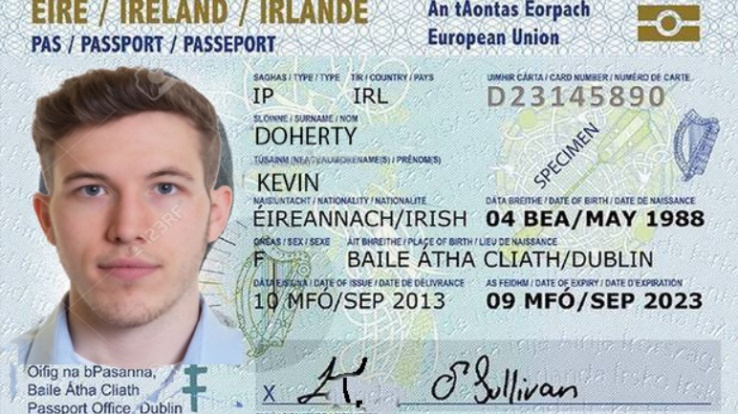 ÉIRE / IRELAND / IRLANDE
PAS / PASSPORT / PASSEPORT
An tAontas Eorpach
European Union
SAGHAS / TYPE / TYPE TÍR / COUNTRY / PAYS
UIMHIR CÁRTA / CARD NUMBER / NUMÉRO DE CARTE
IP IRL D23145890
SLOINNE / SURNAME / NOM
DOHERTY
SPECIMEN
KEVIN
NÁISIÚNTACHT / NATIONALITY / NATIONALITÉ
DÁTA BREITHE / DATE OF BIRTH / DATE DE NAISSANCE
ÉIREANNACH/IRISH 04 BEA/MAY 1988
GNÉAS / SEX / SEXE ÁIT BHREITHE / PLACE OF BIRTH / LIEU DE NAISSANCE
F BAILE ÁTHA CLIATH/DUBLIN
DATE OF ISSUE / DATE DE DÉLIVRANCE
AS FEIDHM / DATE OF EXPIRY / DATE D'EXPIRATION
10 MFÓ/SEP 2013 09 MFÓ/SEP 2023
123RF
Oifig na bPasanna,
Baile Átha Cliath
Passport Office, Dublin
X
O'Sullivan